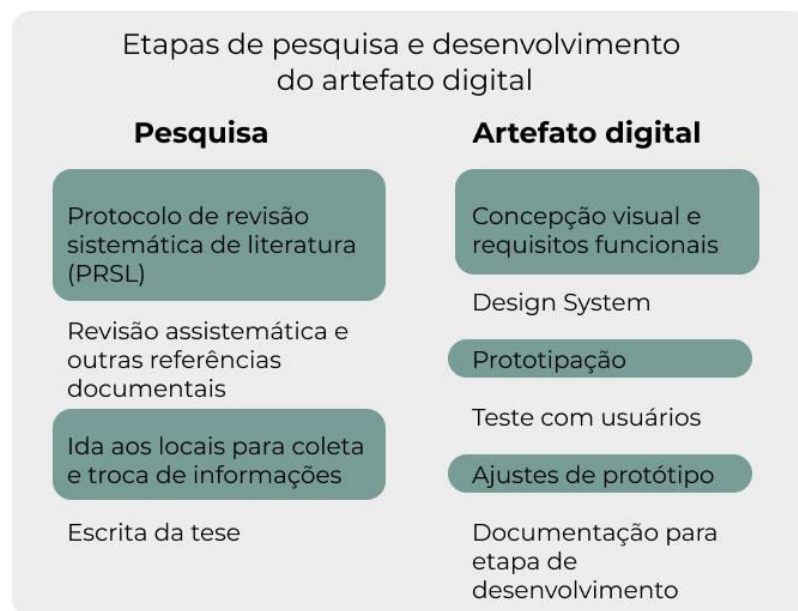 Etapas de pesquisa e desenvolvimento
do artefato digital
Pesquisa
Protocolo de revisão
sistemática de literatura
(PRSL)
Revisão assistemática e
outras referências
documentais
Ida aos locais para coleta
e troca de informações
Escrita da tese
Artefato digital
Concepção visual e
requisitos funcionais
Design System
Prototipação
Teste com usuários
Ajustes de protótipo
Documentação para
etapa de
desenvolvimento